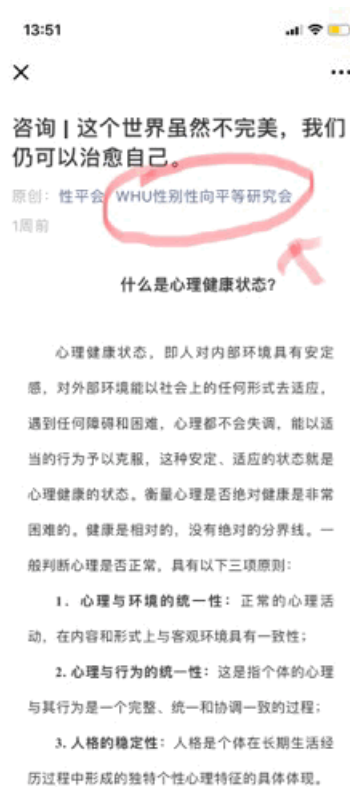 13:51
咨询 | 这个世界虽然不完美，我们
仍可以治愈自己。
原创： 性平会 WHU性别性向平等研究会
1周前
什么是心理健康状态?
心理健康状态，即人对内部环境具有安定
感，对外部环境能以社会上的任何形式去适应，
遇到任何障碍和困难，心理都不会失调，能以适
当的行为予以克服，这种安定、适应的状态就是
心理健康的状态。衡量心理是否绝对健康是非常
困难的。健康是相对的，没有绝对的分界线。一
般判断心理是否正常，具有以下三项原则：
1. 心理与环境的统一性：正常的心理活
动，在内容和形式上与客观环境具有一致性；
2. 心理与行为的统一性：这是指个体的心理
与其行为是一个完整、统一和协调一致的过程；
3. 人格的稳定性：人格是个体在长期生活经
历过程中形成的独特个性心理特征的具体体现。